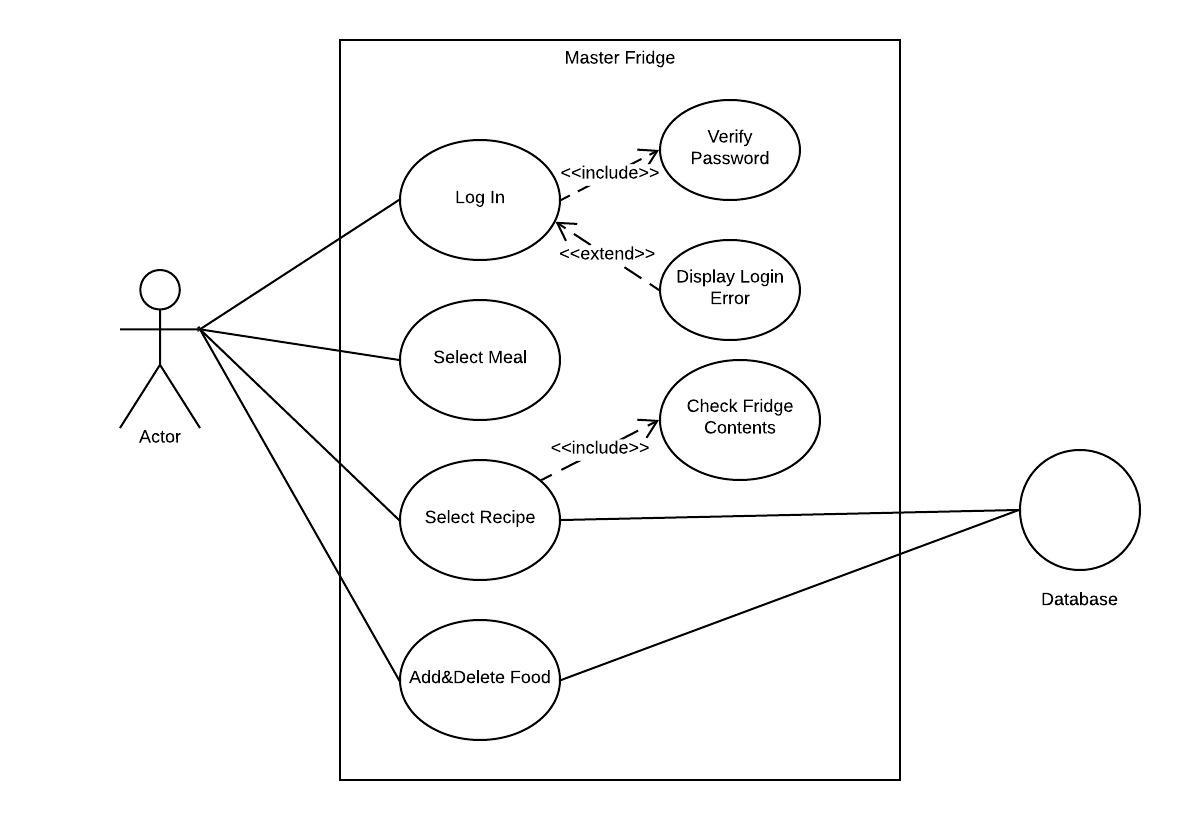 Master Fridge
Verify
Password
<<include>>
Log In
<<extend>>
Display Login
Error
Select Meal
Check Fridge
Contents
Actor
<<include>>
Select Recipe
Database
Add&Delete Food